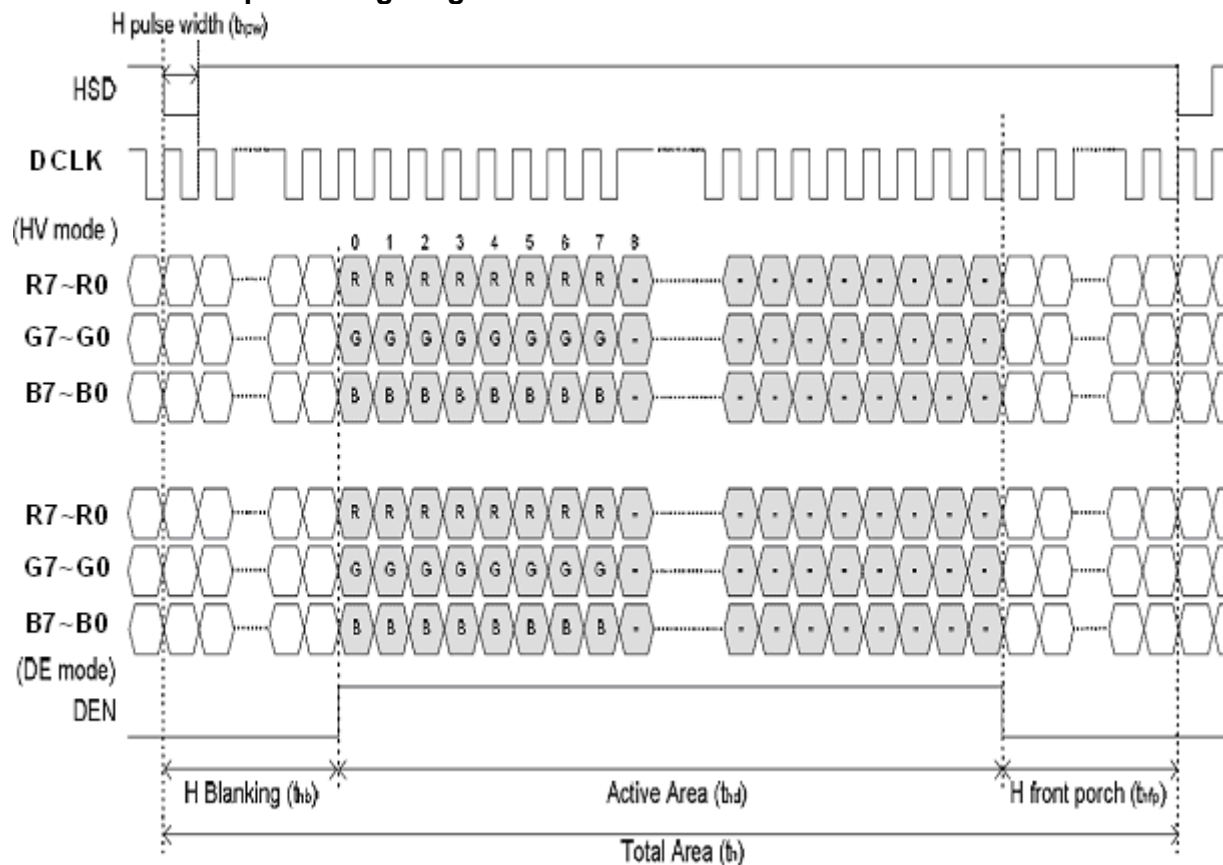 H pulse width (thpw)
HSD
DCLK
(HV mode )
0 1 2 3 4 5 6 7 8
R7~R0 R R R R R R R R - - - - - - - - -
G7~G0 G G G G G G G G - - - - - - - - -
B7~B0 B B B B B B B B - - - - - - - - -
R7~R0 R R R R R R R R - - - - - - - - -
G7~G0 G G G G G G G G - - - - - - - - -
B7~B0 B B B B B B B B - - - - - - - - -
(DE mode)
DEN
H Blanking (thb) Active Area (thd) H front porch (thfp)
Total Area (th)